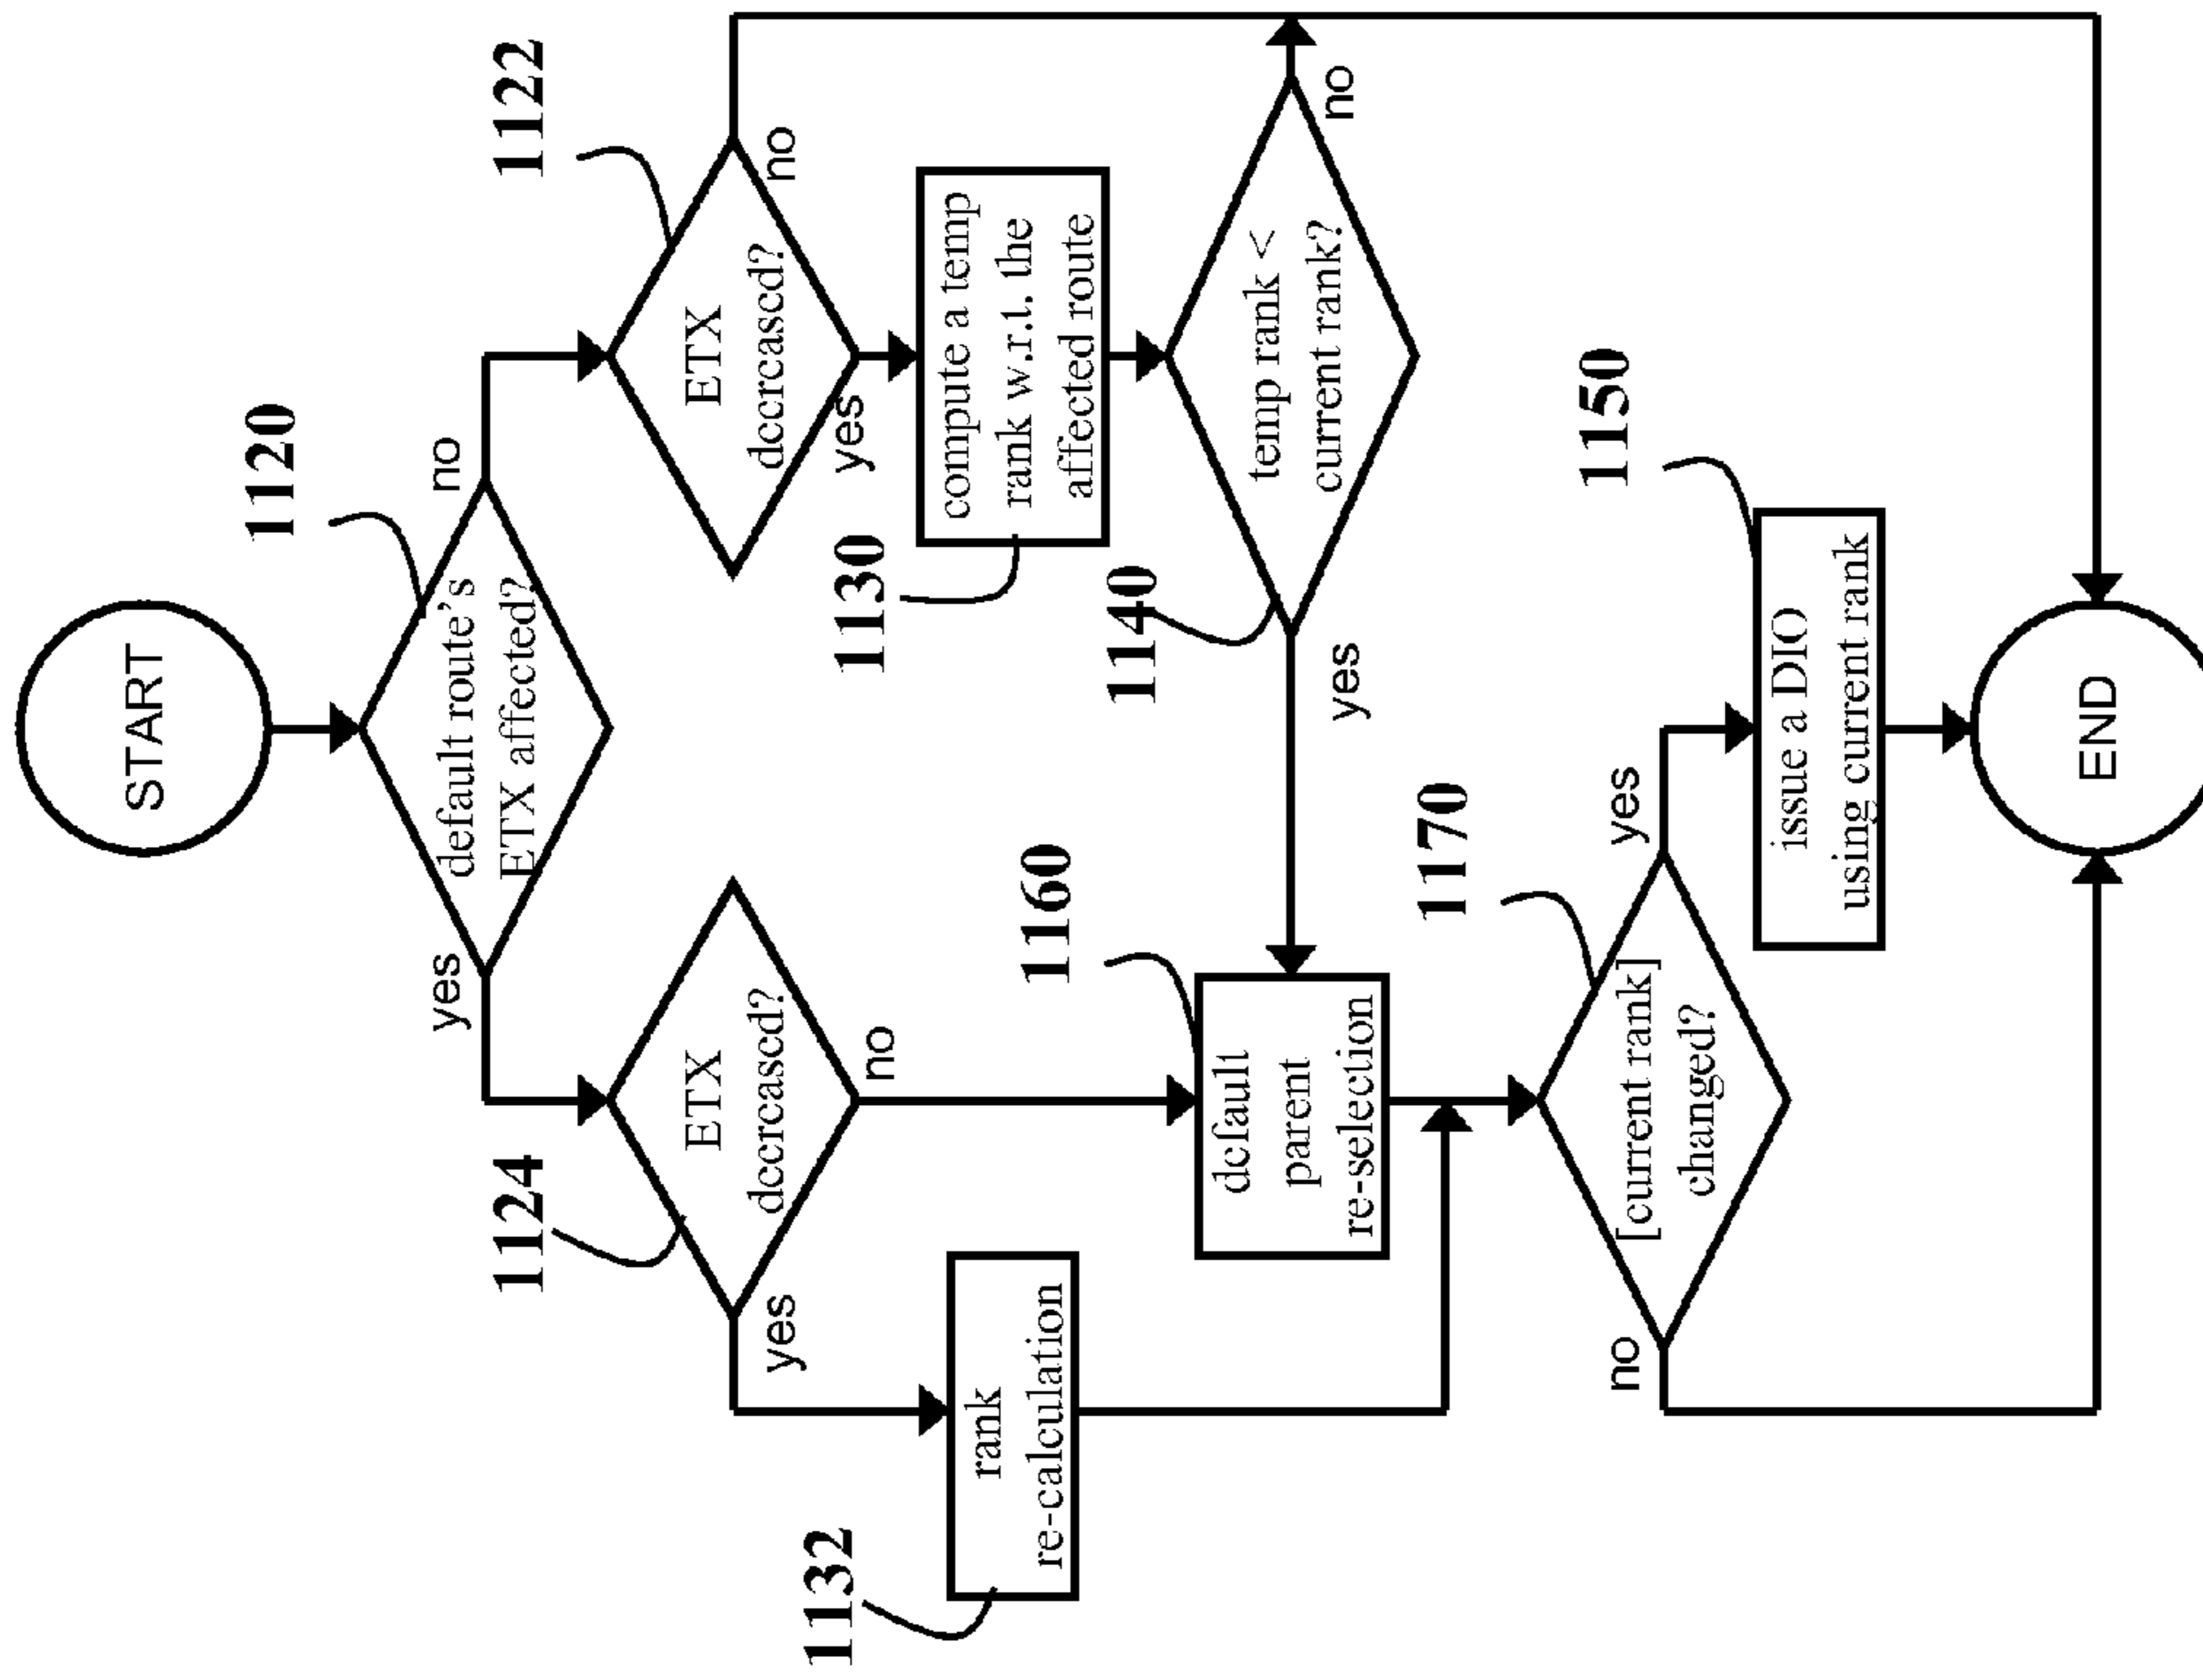 START
1120
default route's
ETX affected?
yes
no
1124
ETX
decreased?
yes
no
1122
ETX
decreased?
no
yes
1132
rank
re-calculation
1130
compute a temp
rank w.r.t. the
affected route
1160
default
parent
re-selection
1140
temp rank <
current rank?
yes
no
1170
[current rank]
changed?
no
yes
1150
issue a DIO
using current rank
END